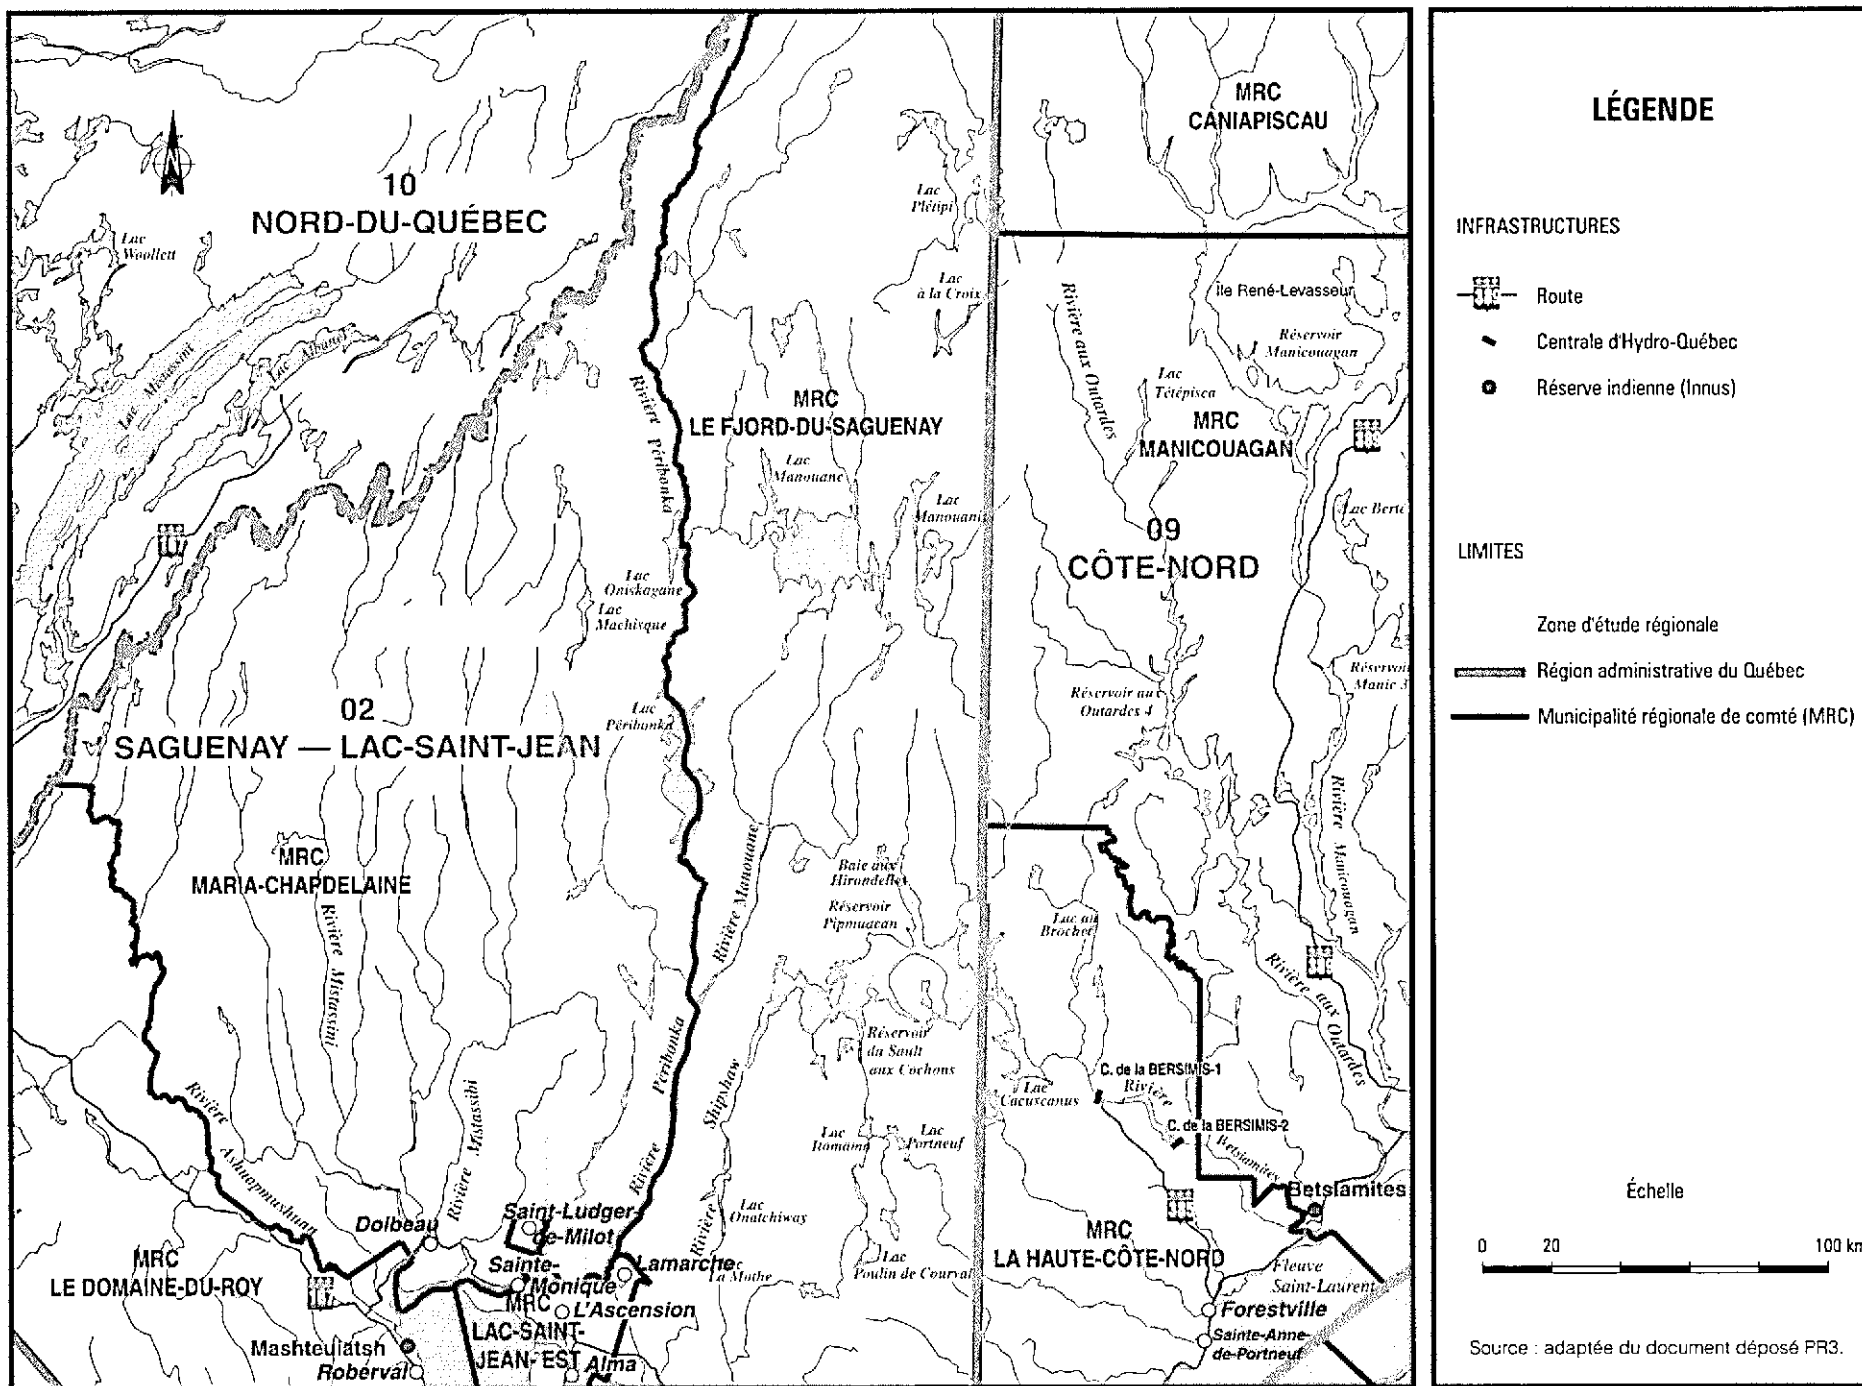 MRC
CANIAPISCAU
10
NORD-DU-QUÉBEC
Lac
Woollett
Lac
Plétipi
Lac
à la Croix
Île René-Levasseur
Réservoir
Manicouagan
Rivière aux Outardes
Lac
Tétépisca
Lac Mistassini
Lac Albanel
Rivière Péribonka
MRC
LE FJORD-DU-SAGUENAY
MRC
MANICOUAGAN
Lac
Manouane
Lac
Manouanis
Lac Berté
09
CÔTE-NORD
Lac
Oniskagane
Lac
Machisque
Réservoir
Manic 3
Réservoir aux
Outardes 4
Lac
Péribonka
02
SAGUENAY — LAC-SAINT-JEAN
Rivière Manicouagan
MRC
MARIA-CHAPDELAINE
Rivière Mistassini
Rivière Manouane
Baie aux
Hirondelles
Réservoir
Pipmuacan
Lac au
Brochet
Rivière aux Outardes
Réservoir
du Sault
aux Cochons
Rivière Péribonka
Rivière Shipshaw
Lac
Cacuscanus
C. de la BERSIMIS-1
Rivière
C. de la BERSIMIS-2
Betsiamites
Rivière
Ashuapmushuan
Rivière Mistassibi
Lac
Itomamo
Lac
Portneuf
Betsiamites
Dolbeau
Saint-Ludger-
de-Milot
Lac
Onatchiway
MRC
LA HAUTE-CÔTE-NORD
MRC
LE DOMAINE-DU-ROY
Sainte-
Monique
Lamarche
Lac
La Mothe
Lac
Poulin de Courval
Fleuve
Saint-Laurent
L'Ascension
MRC
LAC-SAINT-
JEAN-EST
Alma
Mashteuiatsh
Roberval
Forestville
Sainte-Anne-
de-Portneuf
LÉGENDE
INFRASTRUCTURES
Route
Centrale d'Hydro-Québec
Réserve indienne (Innus)
LIMITES
Zone d'étude régionale
Région administrative du Québec
Municipalité régionale de comté (MRC)
Échelle
0 20 100 km
Source : adaptée du document déposé PR3.